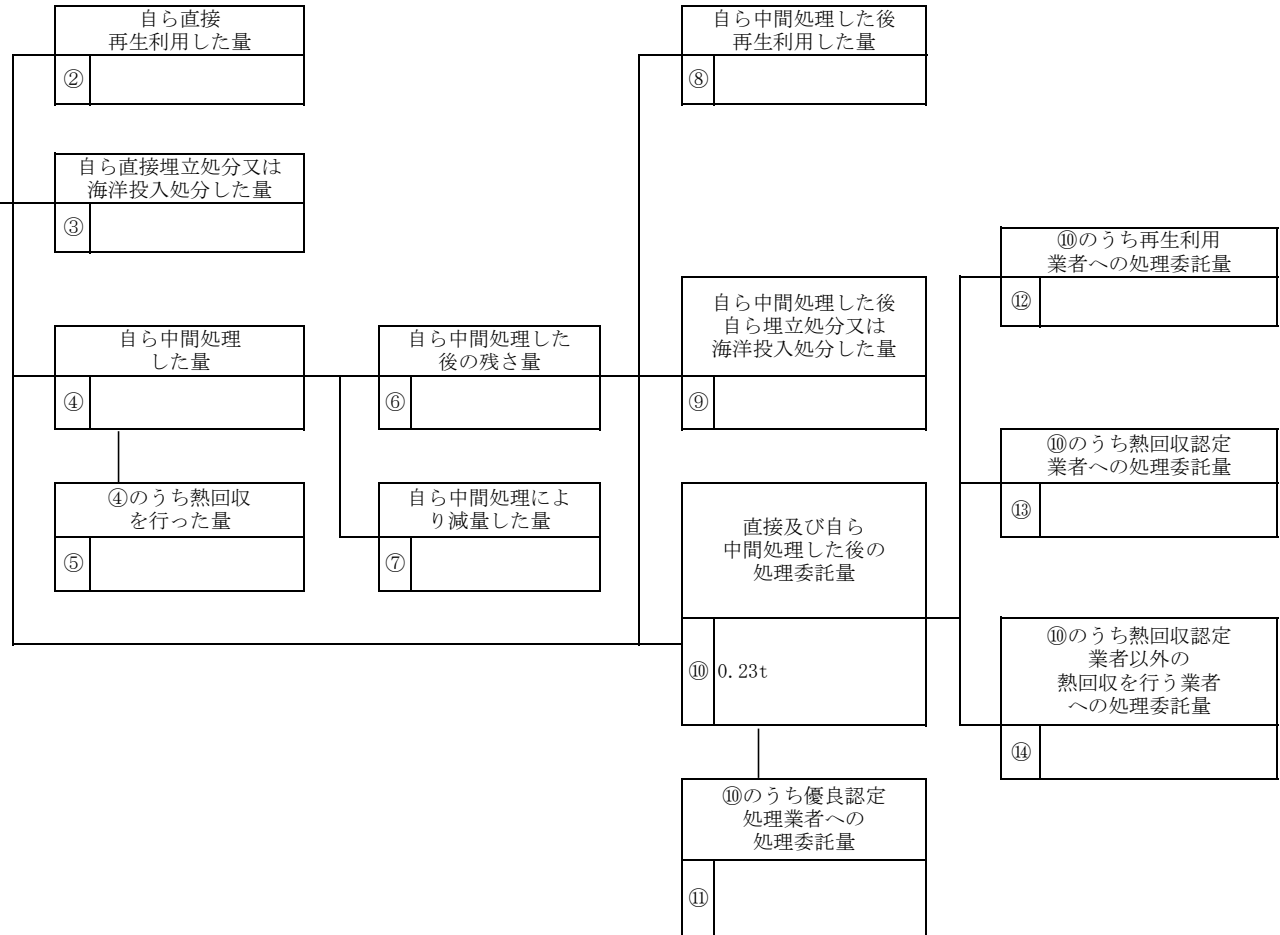 自ら直接
再生利用した量
②
自ら直接埋立処分又は
海洋投入処分した量
③
自ら中間処理
した量
④
④のうち熱回収
を行った量
⑤
自ら中間処理した
後の残さ量
⑥
自ら中間処理によ
り減量した量
⑦
自ら中間処理した後
再生利用した量
⑧
自ら中間処理した後
自ら埋立処分又は
海洋投入処分した量
⑨
直接及び自ら
中間処理した後の
処理委託量
⑩ 0.23t
⑩のうち優良認定
処理業者への
処理委託量
⑪
⑩のうち再生利用
業者への処理委託量
⑫
⑩のうち熱回収認定
業者への処理委託量
⑬
⑩のうち熱回収認定
業者以外の
熱回収を行う業者
への処理委託量
⑭